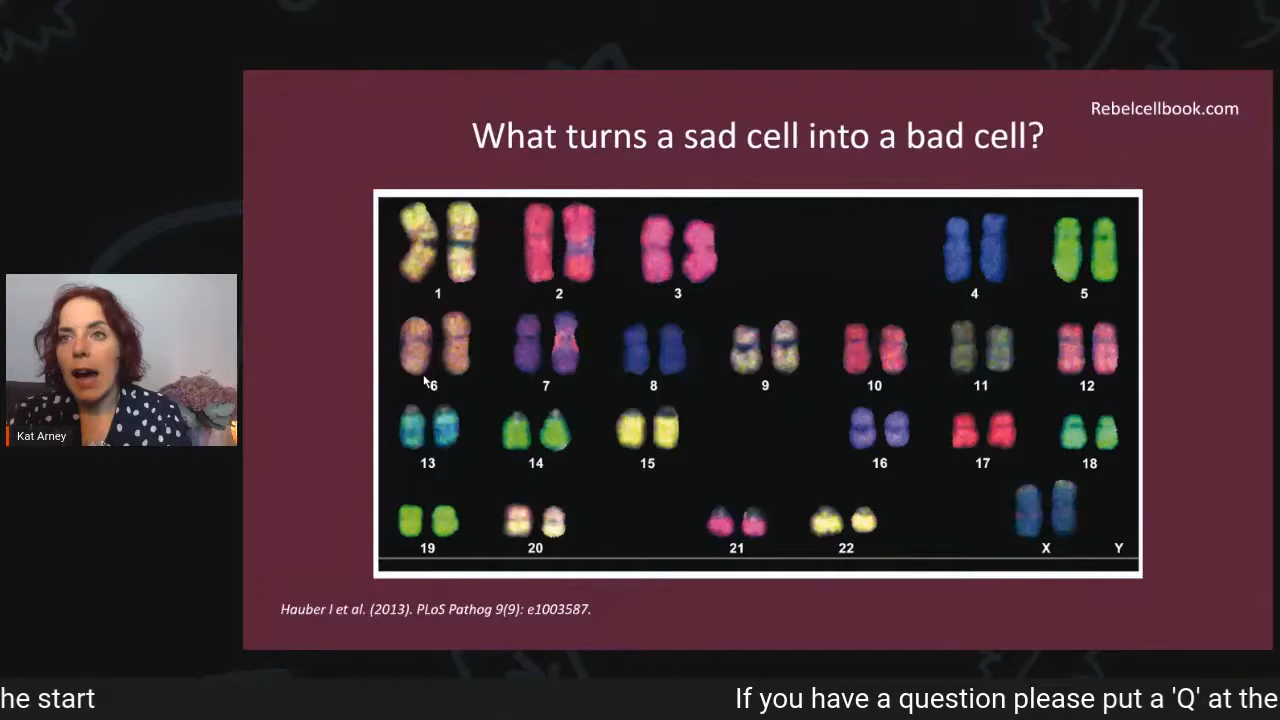 Rebelcellbook.com
What turns a sad cell into a bad cell?
1 2 3 4 5
6 7 8 9 10 11 12
13 14 15 16 17 18
19 20 21 22 X Y
Hauber I et al. (2013). PLoS Pathog 9(9): e1003587.
Kat Arney
he start If you have a question please put a 'Q' at the